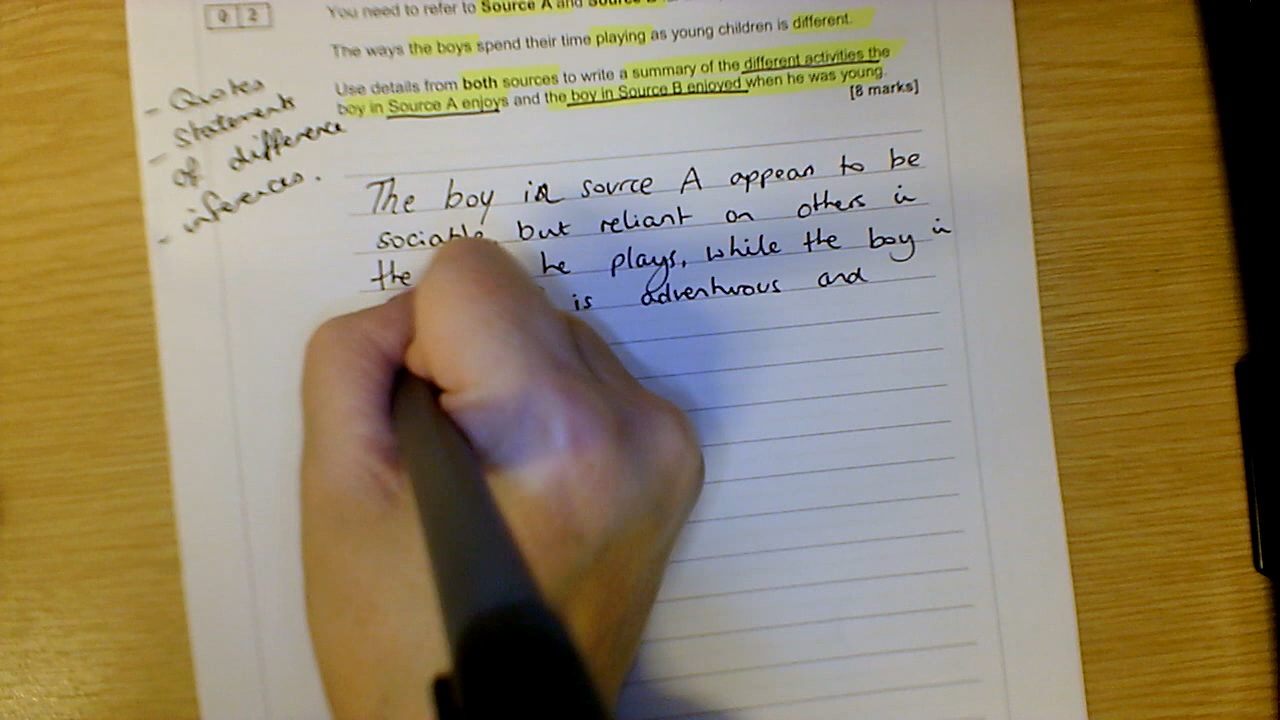 0 2
You need to refer to Source A and Source
The ways the boys spend their time playing as young children is different.
Use details from both sources to write a summary of the different activities the
boy in Source A enjoys and the boy in Source B enjoyed when he was young.
[8 marks]
- Quotes
- Statements
of difference
- inferences.
The boy in source A appears to be
sociable but reliant on others in
the he plays, while the boy in
is adventurous and